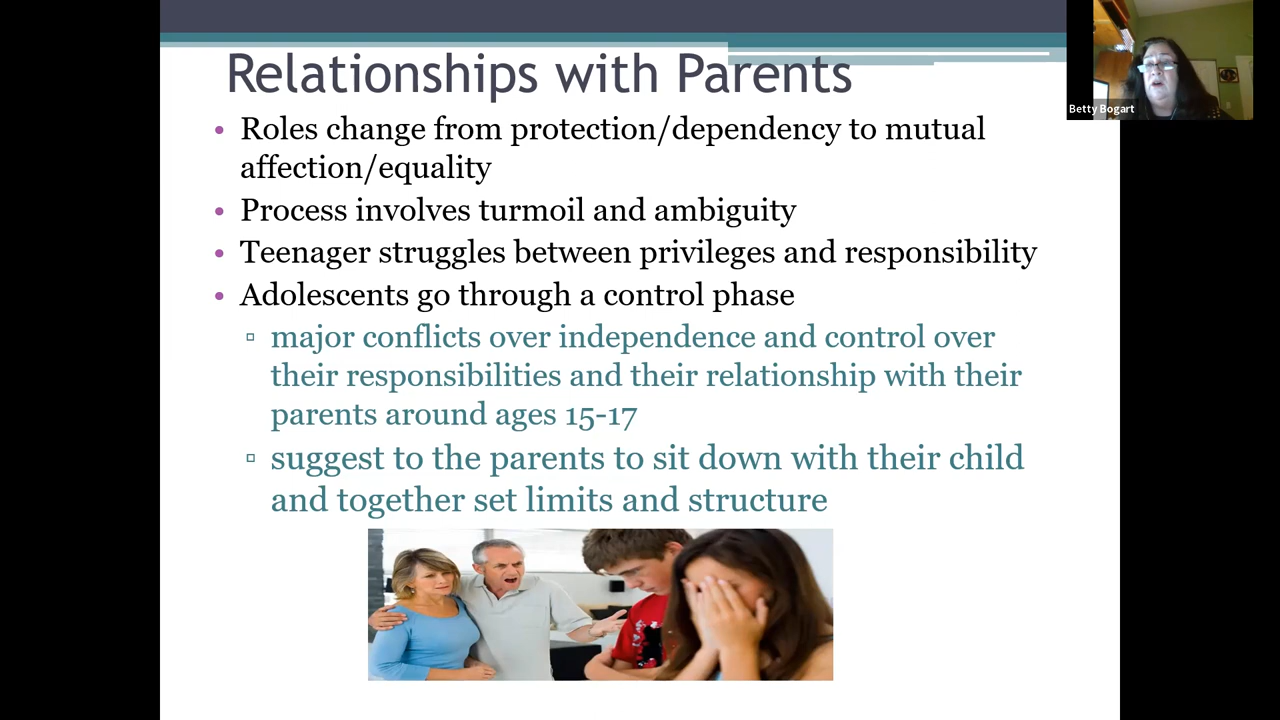 Relationships with Parents
Betty Bogart
• Roles change from protection/dependency to mutual
affection/equality
• Process involves turmoil and ambiguity
• Teenager struggles between privileges and responsibility
• Adolescents go through a control phase
▫ major conflicts over independence and control over
their responsibilities and their relationship with their
parents around ages 15-17
▫ suggest to the parents to sit down with their child
and together set limits and structure